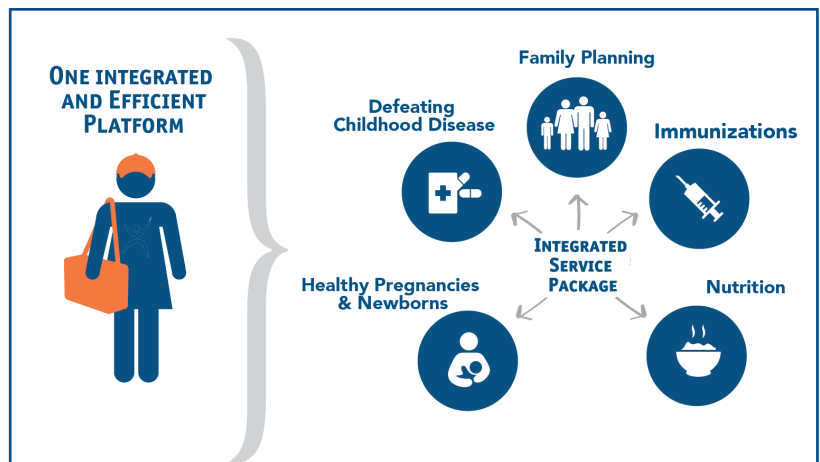 ONE INTEGRATED
AND EFFICIENT
PLATFORM
Family Planning
Defeating
Childhood Disease
Immunizations
INTEGRATED
SERVICE
PACKAGE
Healthy Pregnancies
& Newborns
Nutrition